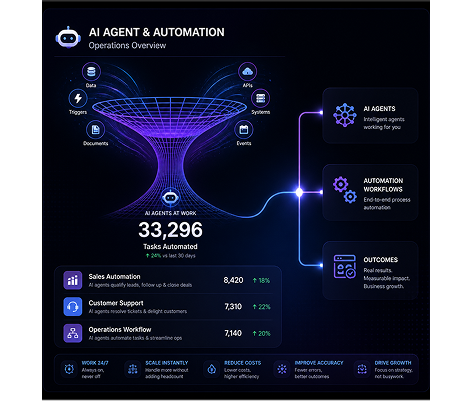 AI AGENT & AUTOMATION
Operations Overview
Data
APIs
Triggers
Systems
Documents
Events
AI AGENTS AT WORK
33,296
Tasks Automated
↑ 24% vs last 30 days
AI AGENTS
Intelligent agents
working for you
AUTOMATION
WORKFLOWS
End-to-end process
automation
OUTCOMES
Real results.
Measurable impact.
Business growth.
Sales Automation
AI agents qualify leads, follow up & close deals
8,420 ↑ 18%
Customer Support
AI agents resolve tickets & delight customers
7,310 ↑ 22%
Operations Workflow
AI agents automate tasks & streamline ops
7,140 ↑ 20%
WORK 24/7
Always on,
never off
SCALE INSTANTLY
Handle more without
adding headcount
REDUCE COSTS
Lower costs,
higher efficiency
IMPROVE ACCURACY
Fewer errors,
better outcomes
DRIVE GROWTH
Focus on strategy,
not busywork.